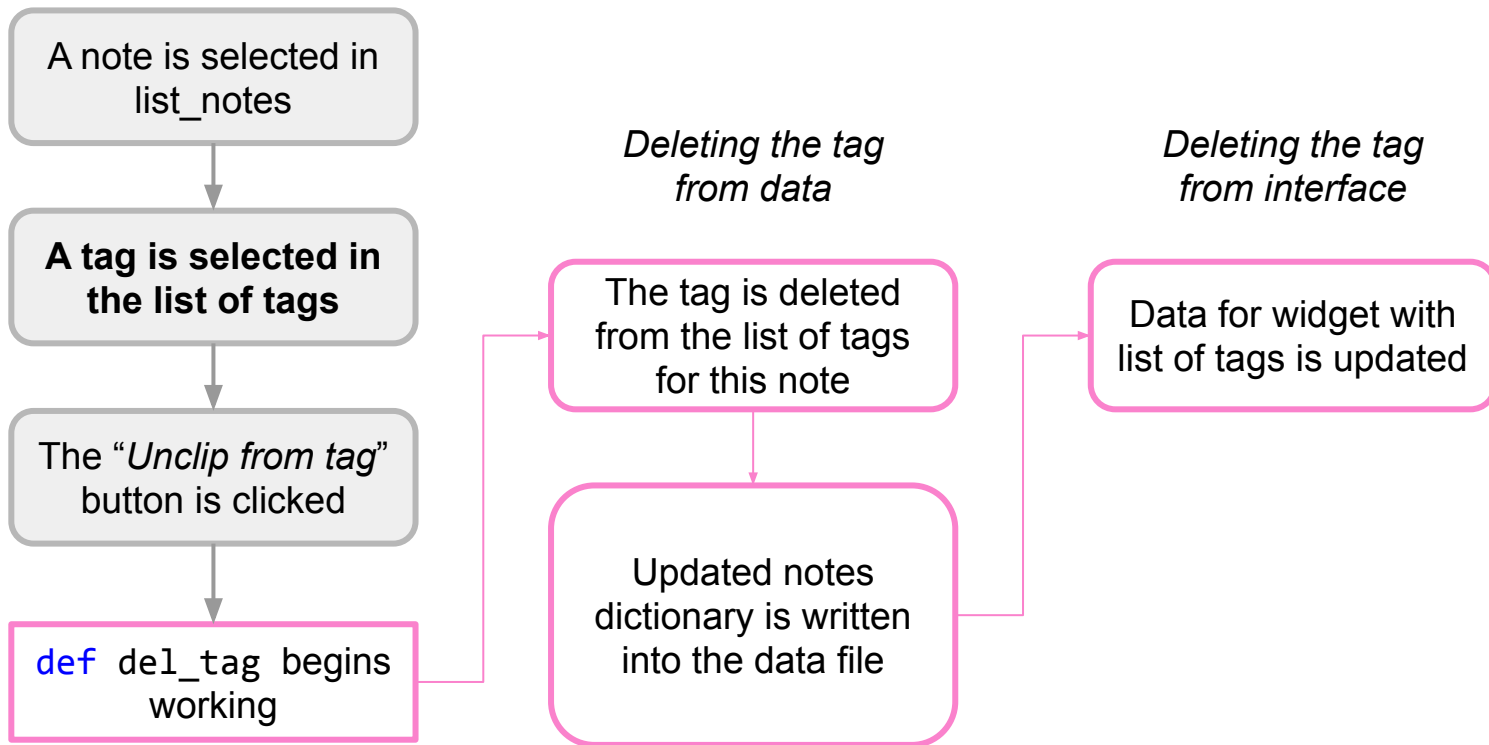 A note is selected in
list_notes
A tag is selected in
the list of tags
The “Unclip from tag”
button is clicked
def del_tag begins
working
Deleting the tag
from data
The tag is deleted
from the list of tags
for this note
Updated notes
dictionary is written
into the data file
Deleting the tag
from interface
Data for widget with
list of tags is updated